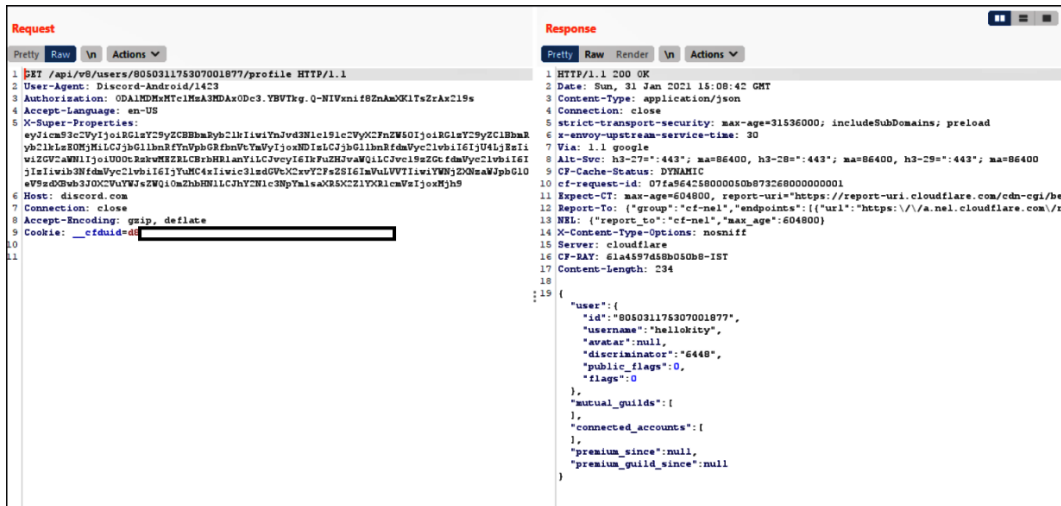 Request
Pretty Raw \n Actions
1 GET /api/v8/users/805031175307001877/profile HTTP/1.1
2 User-Agent: Discord-Android/1423
3 Authorization:
4 Accept-Language: en-US
5 X-Super-Properties:
6 Host: discord.com
7 Connection: close
8 Accept-Encoding: gzip, deflate
9 Cookie: __cfduid=d8
10
11
Response
Pretty Raw Render \n Actions
1 HTTP/1.1 200 OK
2 Date: Sun, 31 Jan 2021 15:08:42 GMT
3 Content-Type: application/json
4 Connection: close
5 strict-transport-security: max-age=31536000; includeSubDomains; preload
6 x-envoy-upstream-service-time: 30
7 Via: 1.1 google
8 Alt-Svc: h3-27=":443"; ma=86400, h3-28=":443"; ma=86400, h3-29=":443"; ma=86400
9 CF-Cache-Status: DYNAMIC
10 cf-request-id: 07fa964258000050b873268000000001
11 Expect-CT: max-age=604800, report-uri="https://report-uri.cloudflare.com/cdn-cgi/be
12 Report-To: {"group":"cf-nel","endpoints":[{"url":"https:\/\/a.nel.cloudflare.com\/r
13 NEL: {"report_to":"cf-nel","max_age":604800}
14 X-Content-Type-Options: nosniff
15 Server: cloudflare
16 CF-RAY: 61a4597d58b050b8-IST
17 Content-Length: 234
18
19 {
"user":{
"id":"805031175307001877",
"username":"hellokity",
"avatar":null,
"discriminator":"6448",
"public_flags":0,
"flags":0
},
"mutual_guilds":[
],
"connected_accounts":[
],
"premium_since":null,
"premium_guild_since":null
}